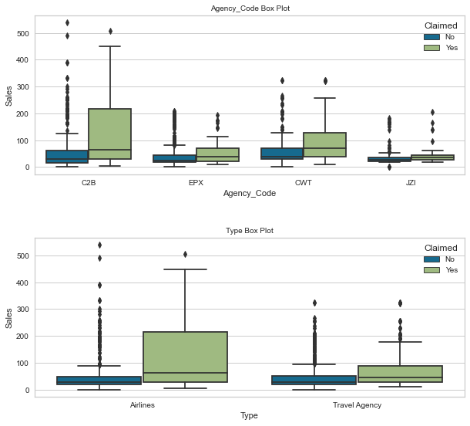 Agency_Code Box Plot
Claimed
No
Yes
500
400
300
200
100
0
Sales
C2B
EPX
CWT
JZI
Agency_Code
Type Box Plot
Claimed
No
Yes
500
400
300
200
100
0
Sales
Airlines
Travel Agency
Type